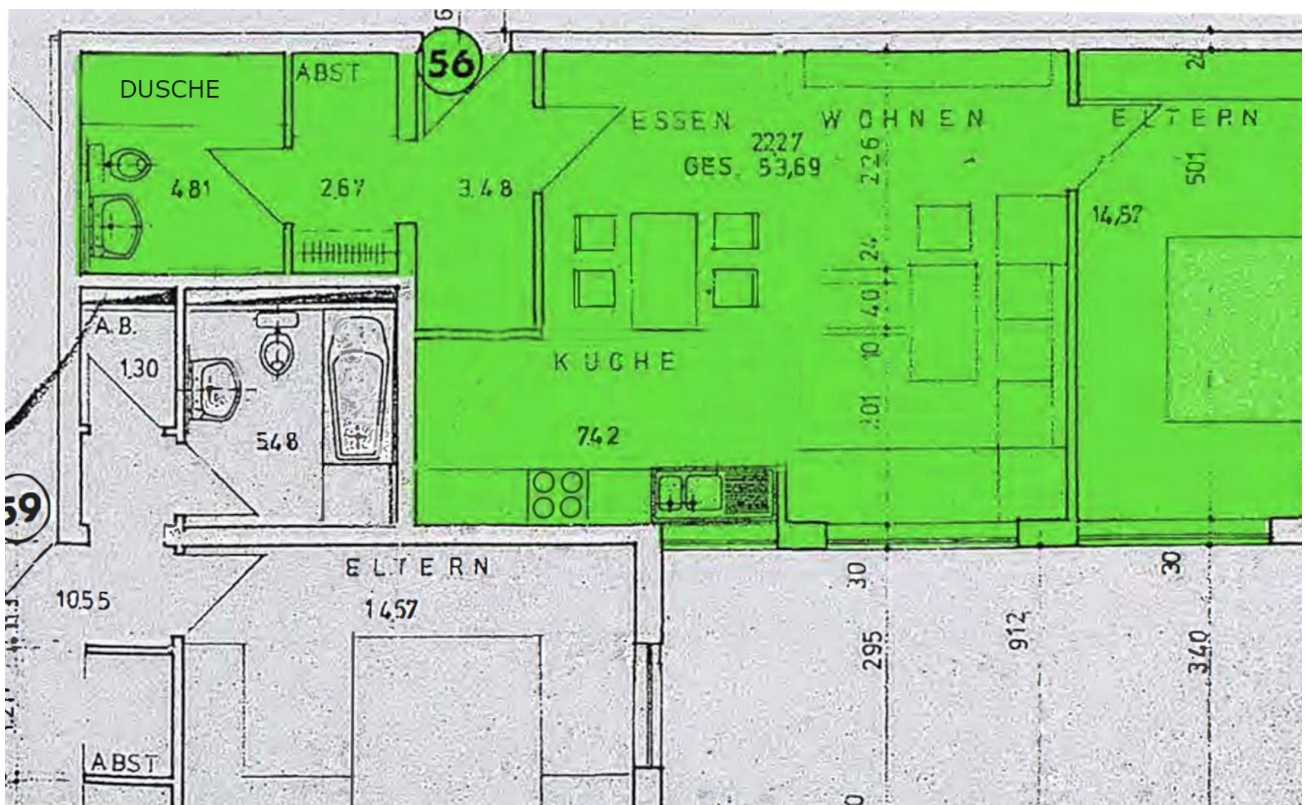 56
DUSCHE
ABST
ESSEN
WOHNEN
ELTERN
2227
GES. 53,69
4.81
2.67
3.48
226
501
14,57
24
40
10
201
KÜCHE
7.42
A.B.
1.30
5.48
59
ELTERN
14,57
10.55
30
30
295
912
340
ABST